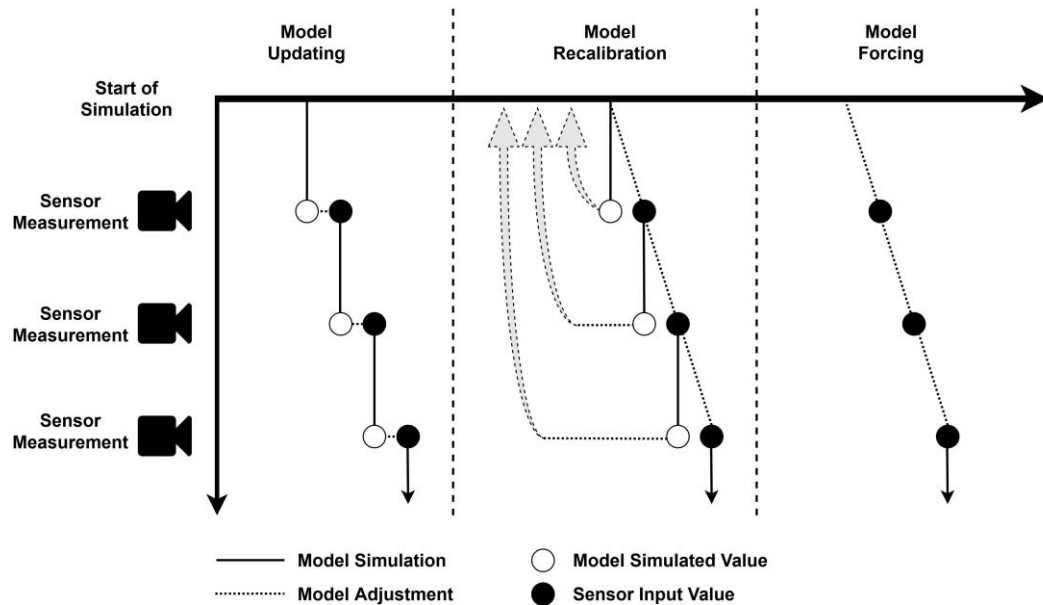 Model
Updating
Model
Recalibration
Model
Forcing
Start of
Simulation
Sensor
Measurement
Sensor
Measurement
Sensor
Measurement
Model Simulation
Model Simulated Value
Model Adjustment
Sensor Input Value